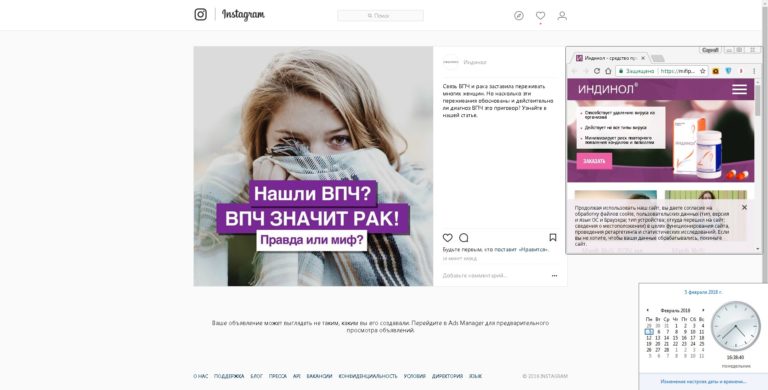 Instagram
Поиск
Индинол
Связь ВПЧ и рака заставила переживать
многих женщин. Но насколько эти
переживания обоснованы и действительно
ли диагноз ВПЧ это приговор? Узнайте в
нашей статье.
Нашли ВПЧ?
ВПЧ ЗНАЧИТ РАК!
Правда или миф?
Будьте первым, кто поставит «Нравится».
10 минут назад
Добавьте комментарий...
Сергей
Индинол - средство пр
Защищено
ИНДИНОЛ®
Способствует удалению вируса из
организма
Действует на все типы вируса
Минимизирует риск повторного
появления кондилом и папиллом
ЗАКАЗАТЬ
Продолжая использовать наш сайт, вы даете согласие на
обработку файлов cookie, пользовательских данных (тип, версия
и язык ОС и Браузера; тип устройства; откуда пришел на сайт;
сведения о местоположении) в целях функционирования сайта,
проведения ретаргетинга и статистических исследований. Если
вы не хотите, чтобы ваши данные обрабатывались, покиньте
сайт.
5 февраля 2018 г.
Февраль 2018
Пн Вт Ср Чт Пт Сб Вс
29 30 31 1 2 3 4
5 6 7 8 9 10 11
12 13 14 15 16 17 18
19 20 21 22 23 24 25
26 27 28 1 2 3 4
5 6 7 8 9 10 11
понедельник
Изменение настроек даты и времени...
Ваше объявление может выглядеть не таким, каким вы его создавали. Перейдите в Ads Manager для предварительного
просмотра объявлений.
О НАС ПОДДЕРЖКА БЛОГ ПРЕССА API ВАКАНСИИ КОНФИДЕНЦИАЛЬНОСТЬ УСЛОВИЯ ДИРЕКТОРИЯ ЯЗЫК
© 2018 INSTAGRAM